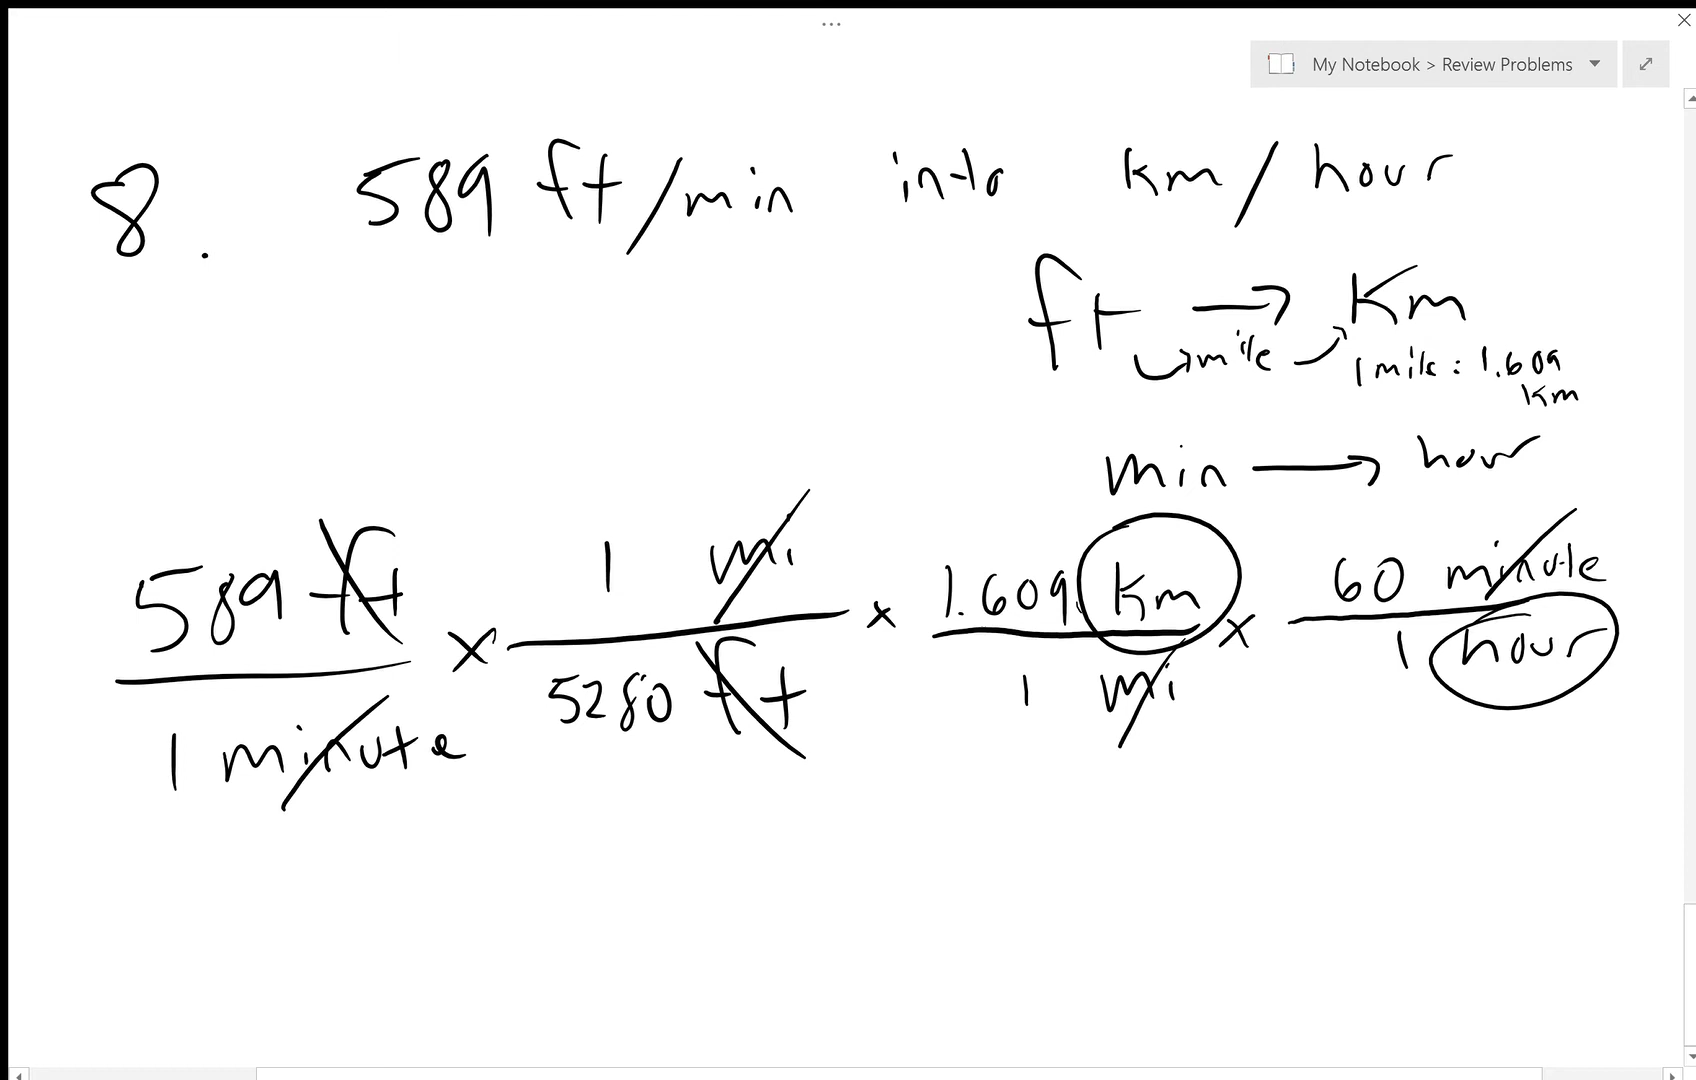 My Notebook > Review Problems
8. 589 ft/min into km/hour
ft → Km
→ mile
1 mile : 1.609
Km
min → hour
589 ft × 1 mi × 1.609 Km × 60 minute
1 minute 5280 ft 1 mi 1 hour